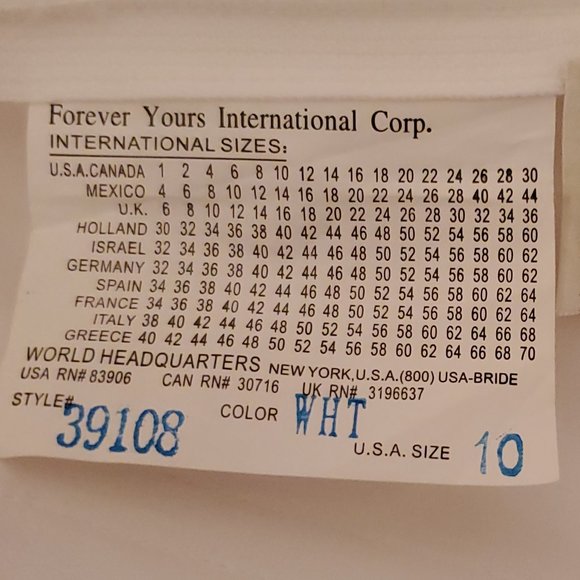 Forever Yours International Corp.
INTERNATIONAL SIZES:
U.S.A.CANADA 1 2 4 6 8 10 12 14 16 18 20 22 24 26 28 30
MEXICO 4 6 8 10 12 14 16 18 20 22 24 26 28 40 42 44
U.K. 6 8 10 12 14 16 18 20 22 24 26 28 30 32 34 36
HOLLAND 30 32 34 36 38 40 42 44 46 48 50 52 54 56 58 60
ISRAEL 32 34 36 38 40 42 44 46 48 50 52 54 56 58 60 62
GERMANY 32 34 36 38 40 42 44 46 48 50 52 54 56 58 60 62
SPAIN 34 36 38 40 42 44 46 48 50 52 54 56 58 60 62 64
FRANCE 34 36 38 40 42 44 46 48 50 52 54 56 58 60 62 64
ITALY 38 40 42 44 46 48 50 52 54 56 58 60 62 64 66 68
GREECE 40 42 44 46 48 50 52 54 56 58 60 62 64 66 68 70
WORLD HEADQUARTERS NEW YORK,U.S.A.(800) USA-BRIDE
USA RN# 83906 CAN RN# 30716 UK RN# 3196637
STYLE# 39108 COLOR WHT U.S.A. SIZE 10